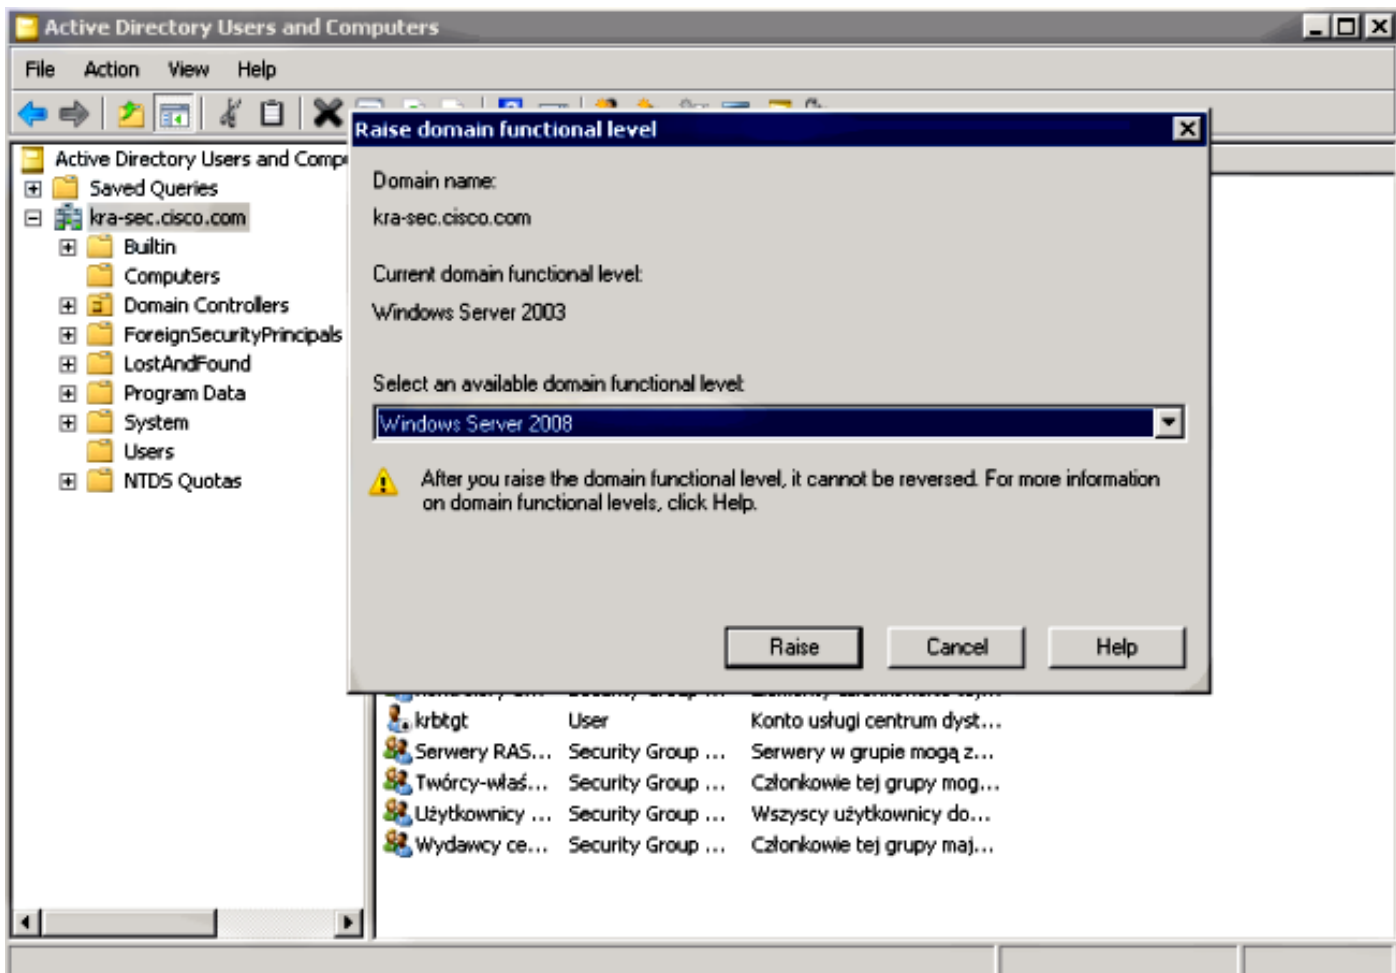 Active Directory Users and Computers
File Action View Help
Raise domain functional level
Active Directory Users and Comp
Saved Queries
kra-sec.cisco.com
Builtin
Computers
Domain Controllers
ForeignSecurityPrincipals
LostAndFound
Program Data
System
Users
NTDS Quotas
Domain name:
kra-sec.cisco.com
Current domain functional level:
Windows Server 2003
Select an available domain functional level:
Windows Server 2008
After you raise the domain functional level, it cannot be reversed. For more information
on domain functional levels, click Help.
Raise Cancel Help
krbtgt User Konto usługi centrum dyst...
Serwery RAS... Security Group ... Serwery w grupie mogą z...
Twórcy-właś... Security Group ... Członkowie tej grupy mog...
Użytkownicy ... Security Group ... Wszyscy użytkownicy do...
Wydawcy ce... Security Group ... Członkowie tej grupy maj...